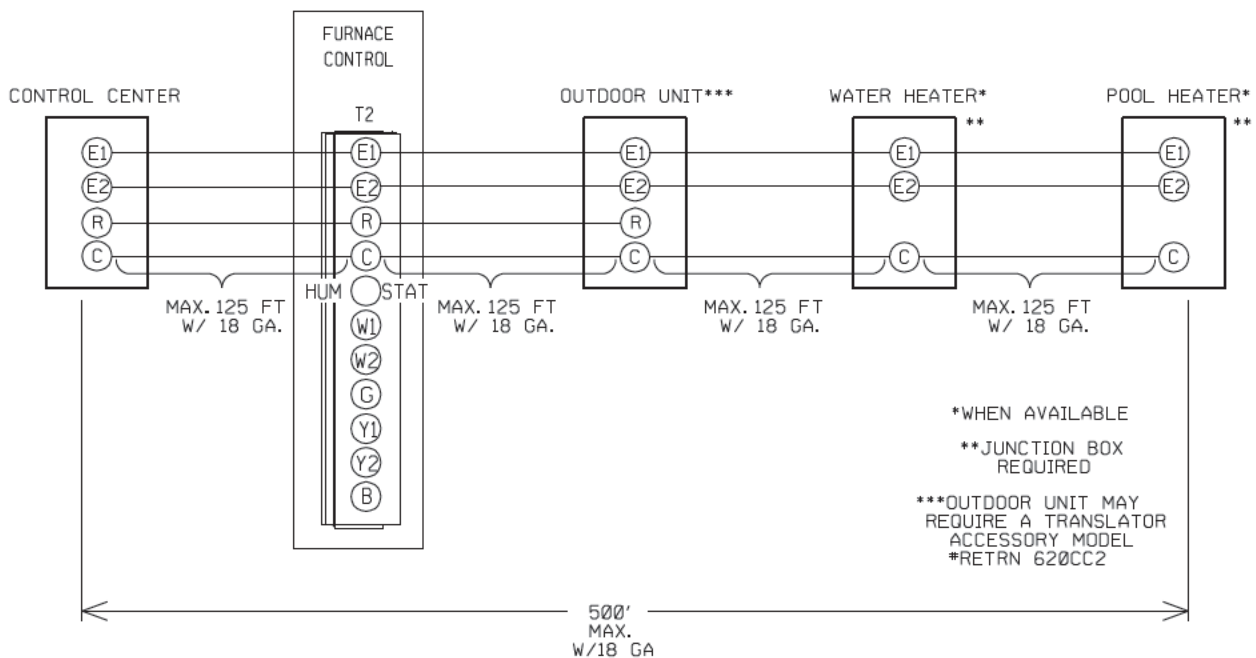 FURNACE
CONTROL
CONTROL CENTER
T2
OUTDOOR UNIT***
WATER HEATER*
**
POOL HEATER*
**
E1 E1 E1 E1 E1
E2 E2 E2 E2 E2
R R R
C C C C C
HUM STAT
MAX. 125 FT
W/ 18 GA.
MAX. 125 FT
W/ 18 GA.
MAX. 125 FT
W/ 18 GA.
MAX. 125 FT
W/ 18 GA.
W1
W2
G
Y1
Y2
B
*WHEN AVAILABLE
**JUNCTION BOX
REQUIRED
***OUTDOOR UNIT MAY
REQUIRE A TRANSLATOR
ACCESSORY MODEL
#RETRN 620CC2
500'
MAX.
W/18 GA